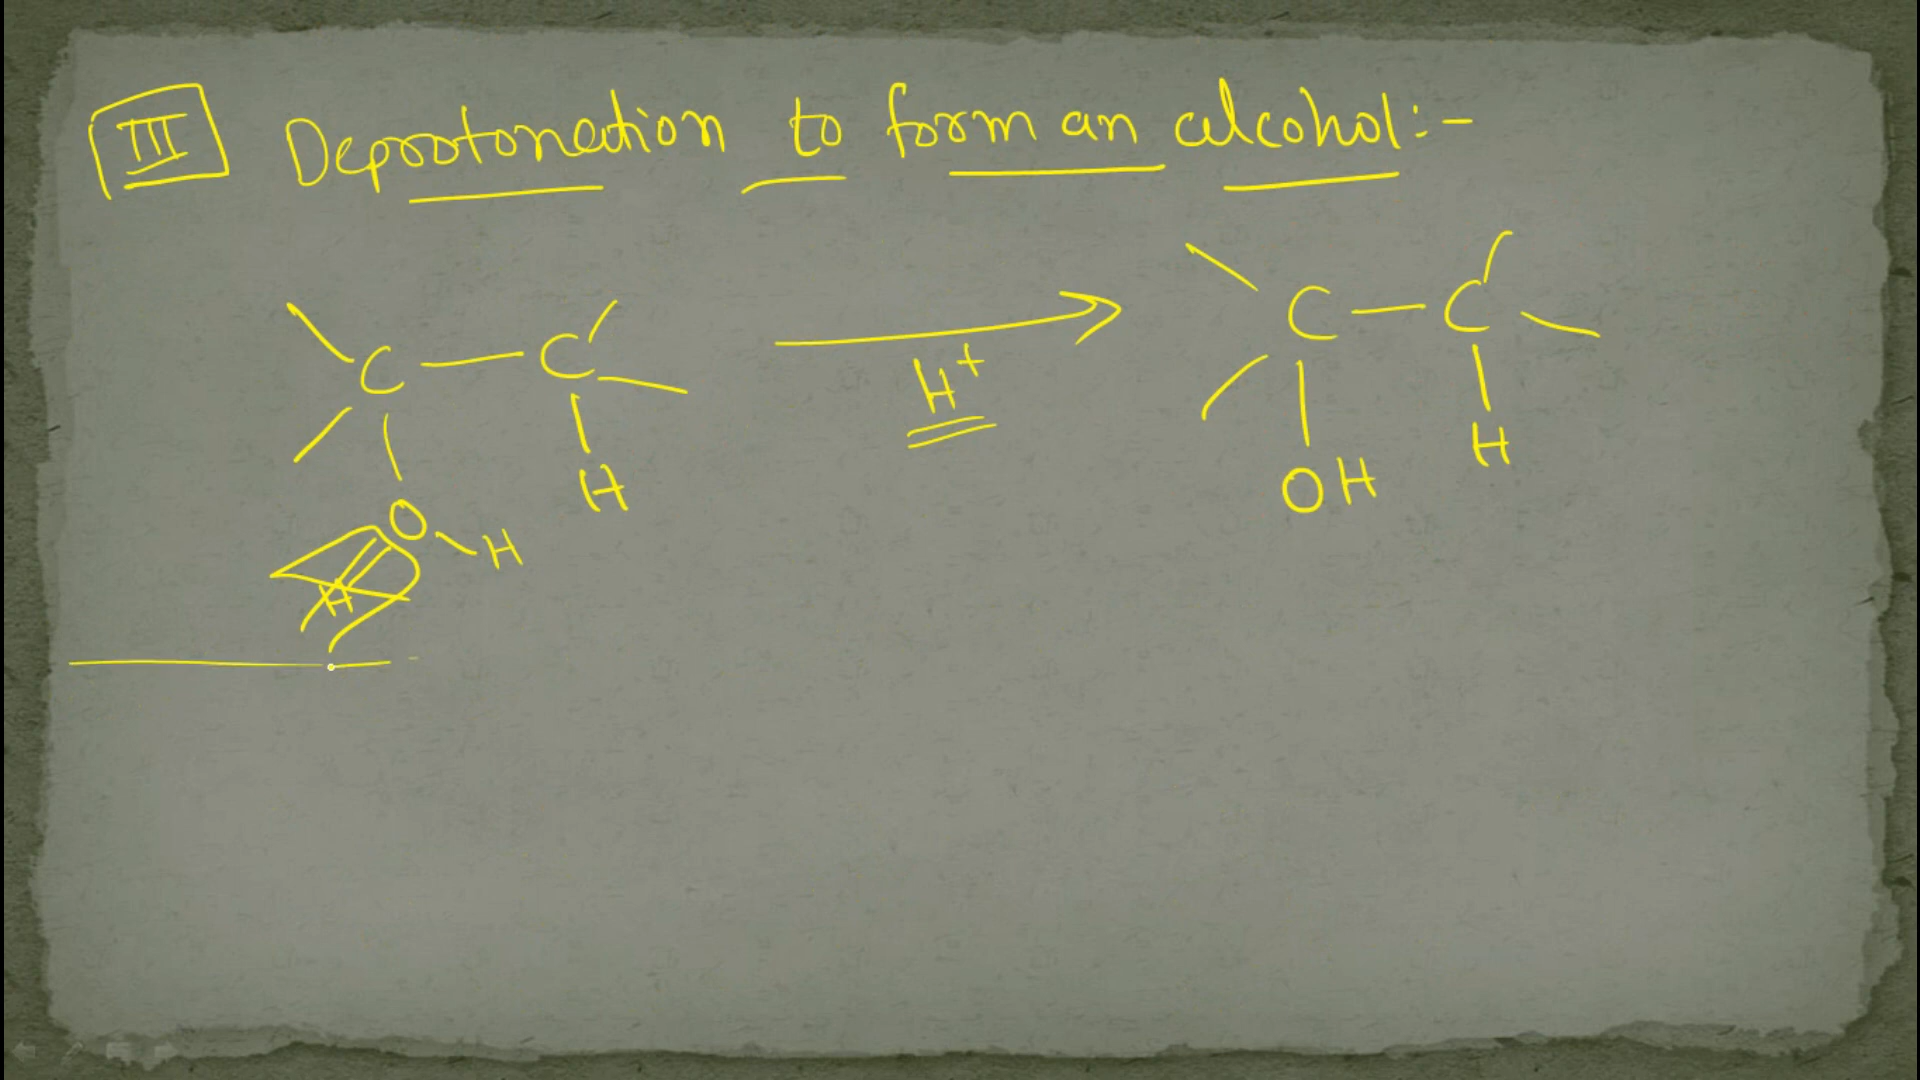 III Deprotonation to form an alcohol:-
C — C
C — C
H+
H
H
OH
O
H
H